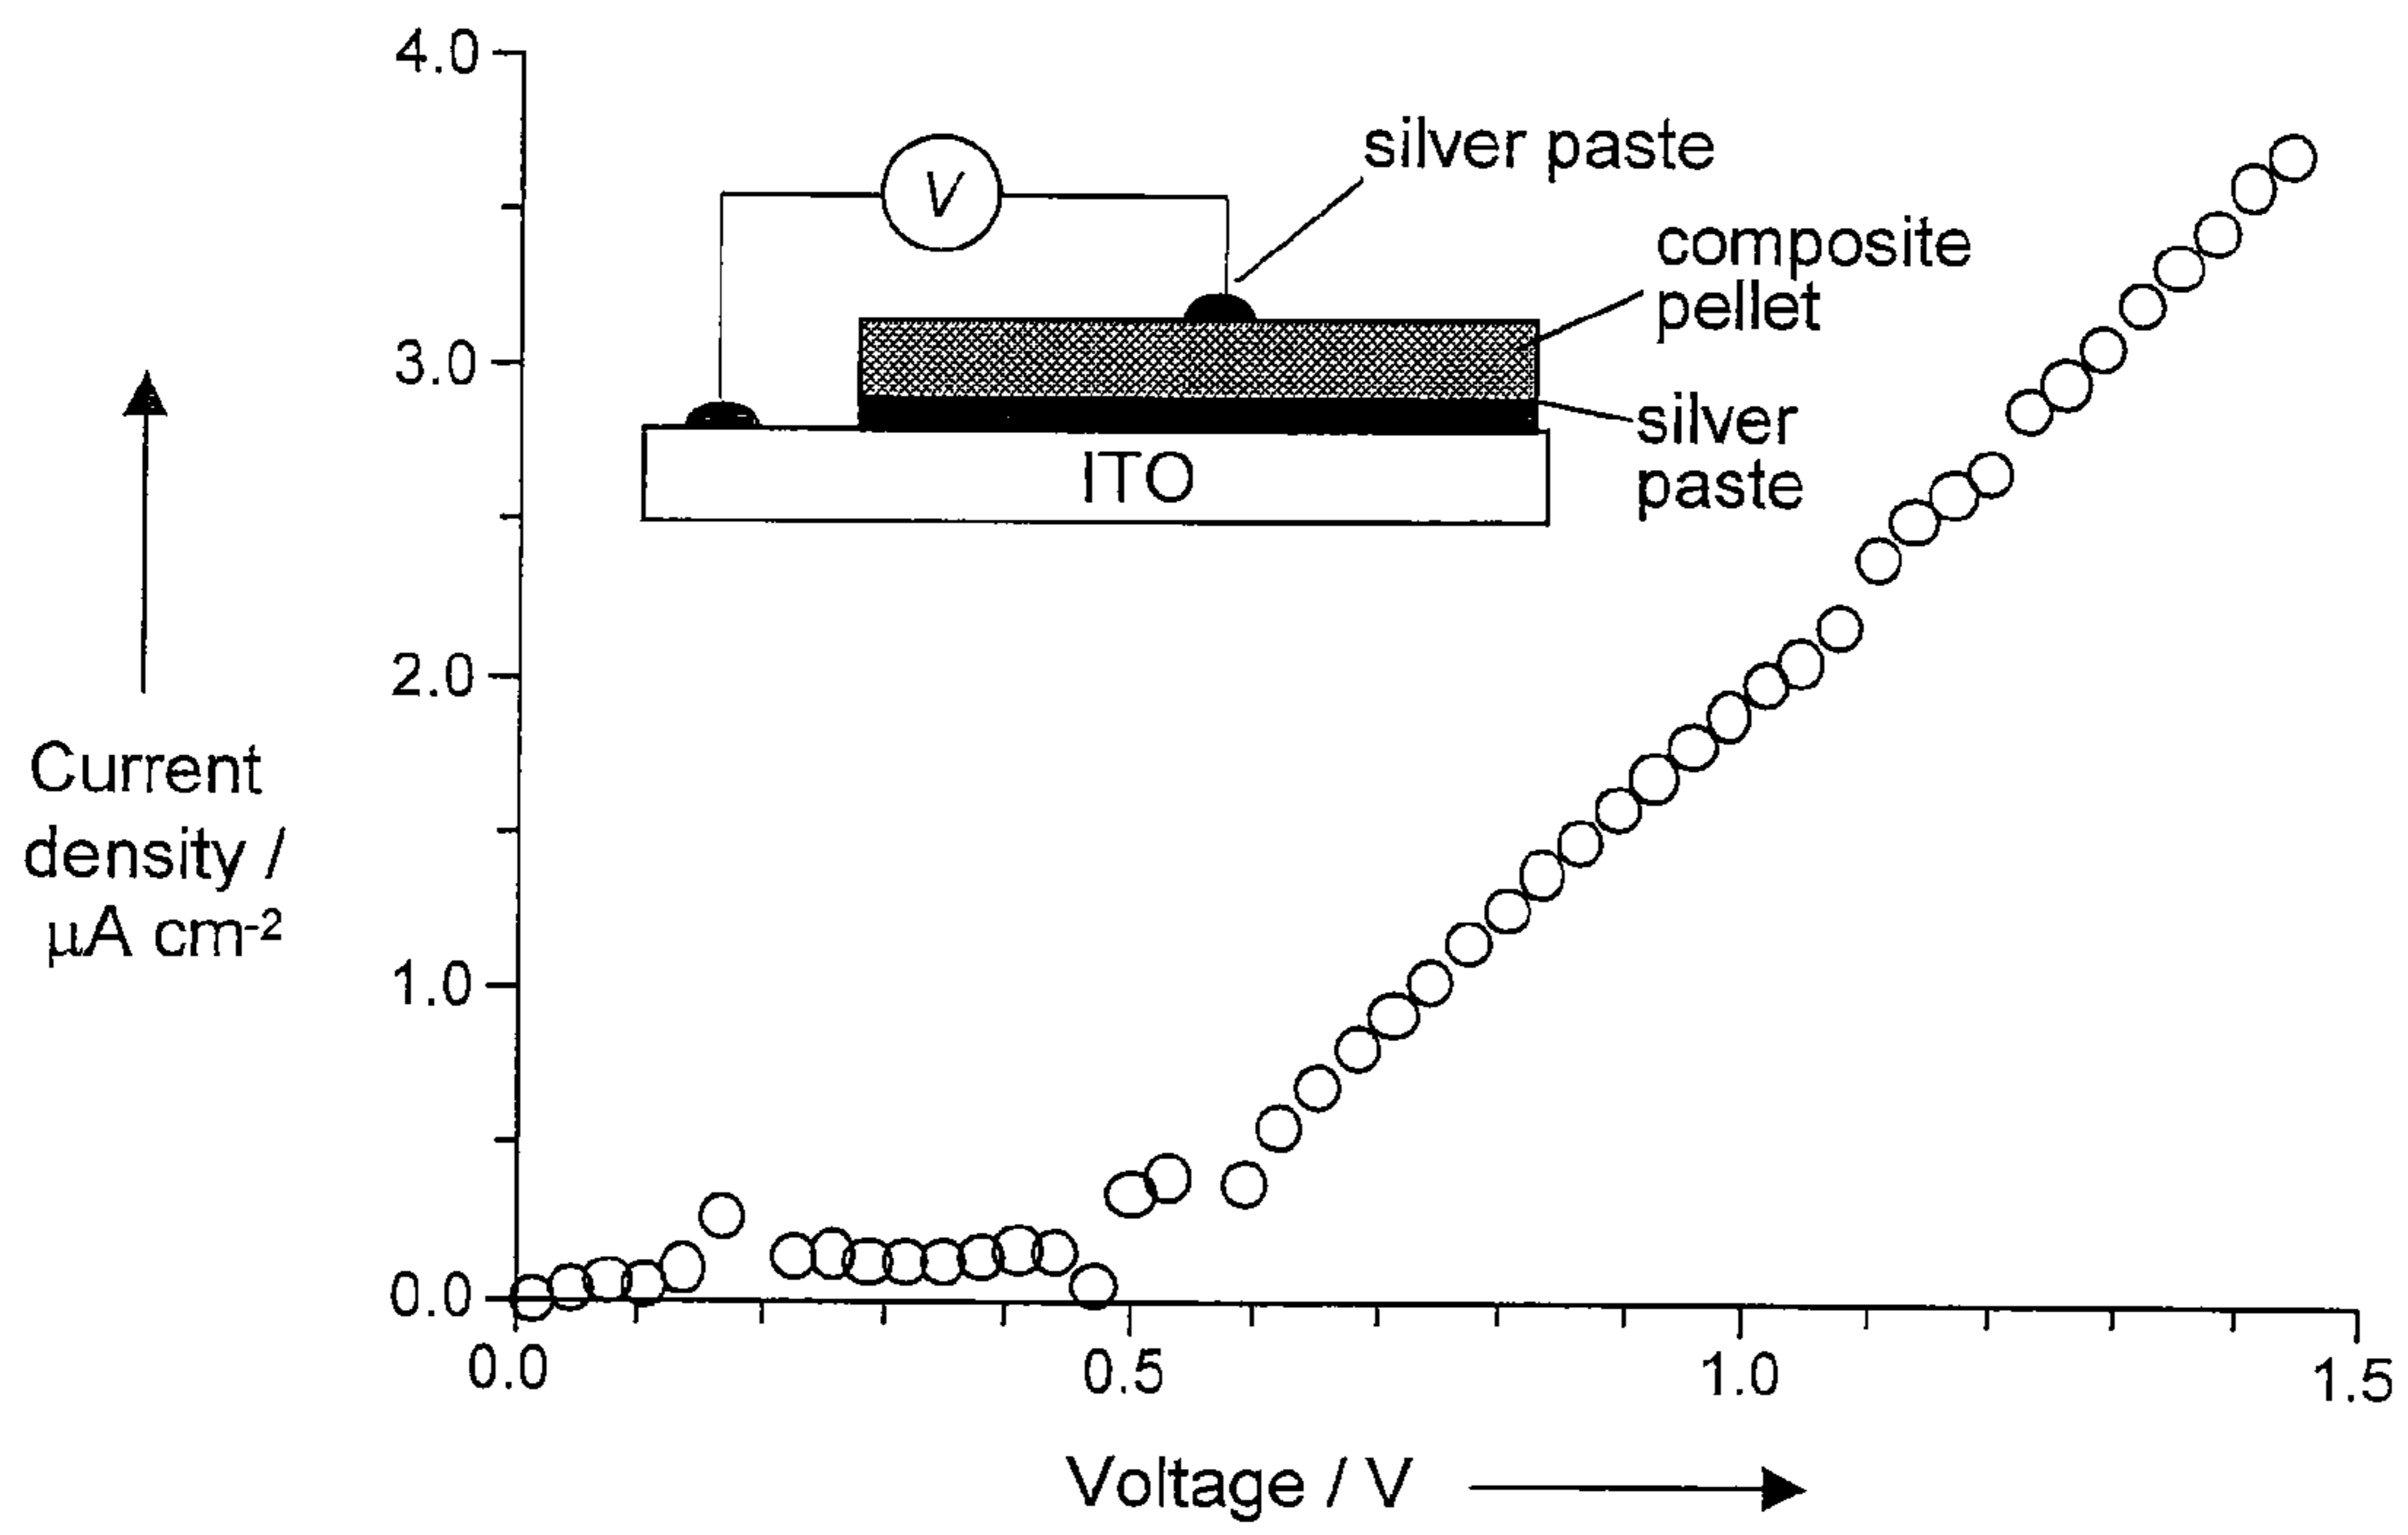 4.0
3.0
2.0
1.0
0.0
Current
density /
μA cm-2
V
silver paste
composite
pellet
silver
paste
ITO
0.0
0.5
1.0
1.5
Voltage / V